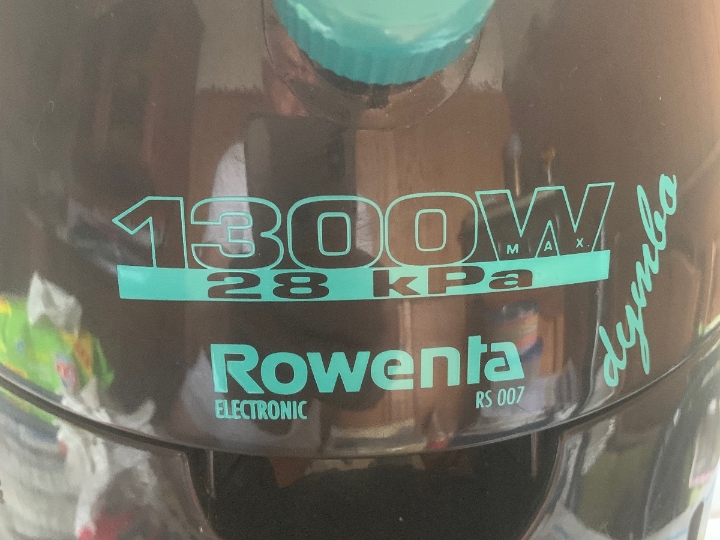 1300W
MAX.
28 kPa
dymbo
Rowenta
ELECTRONIC
RS 007